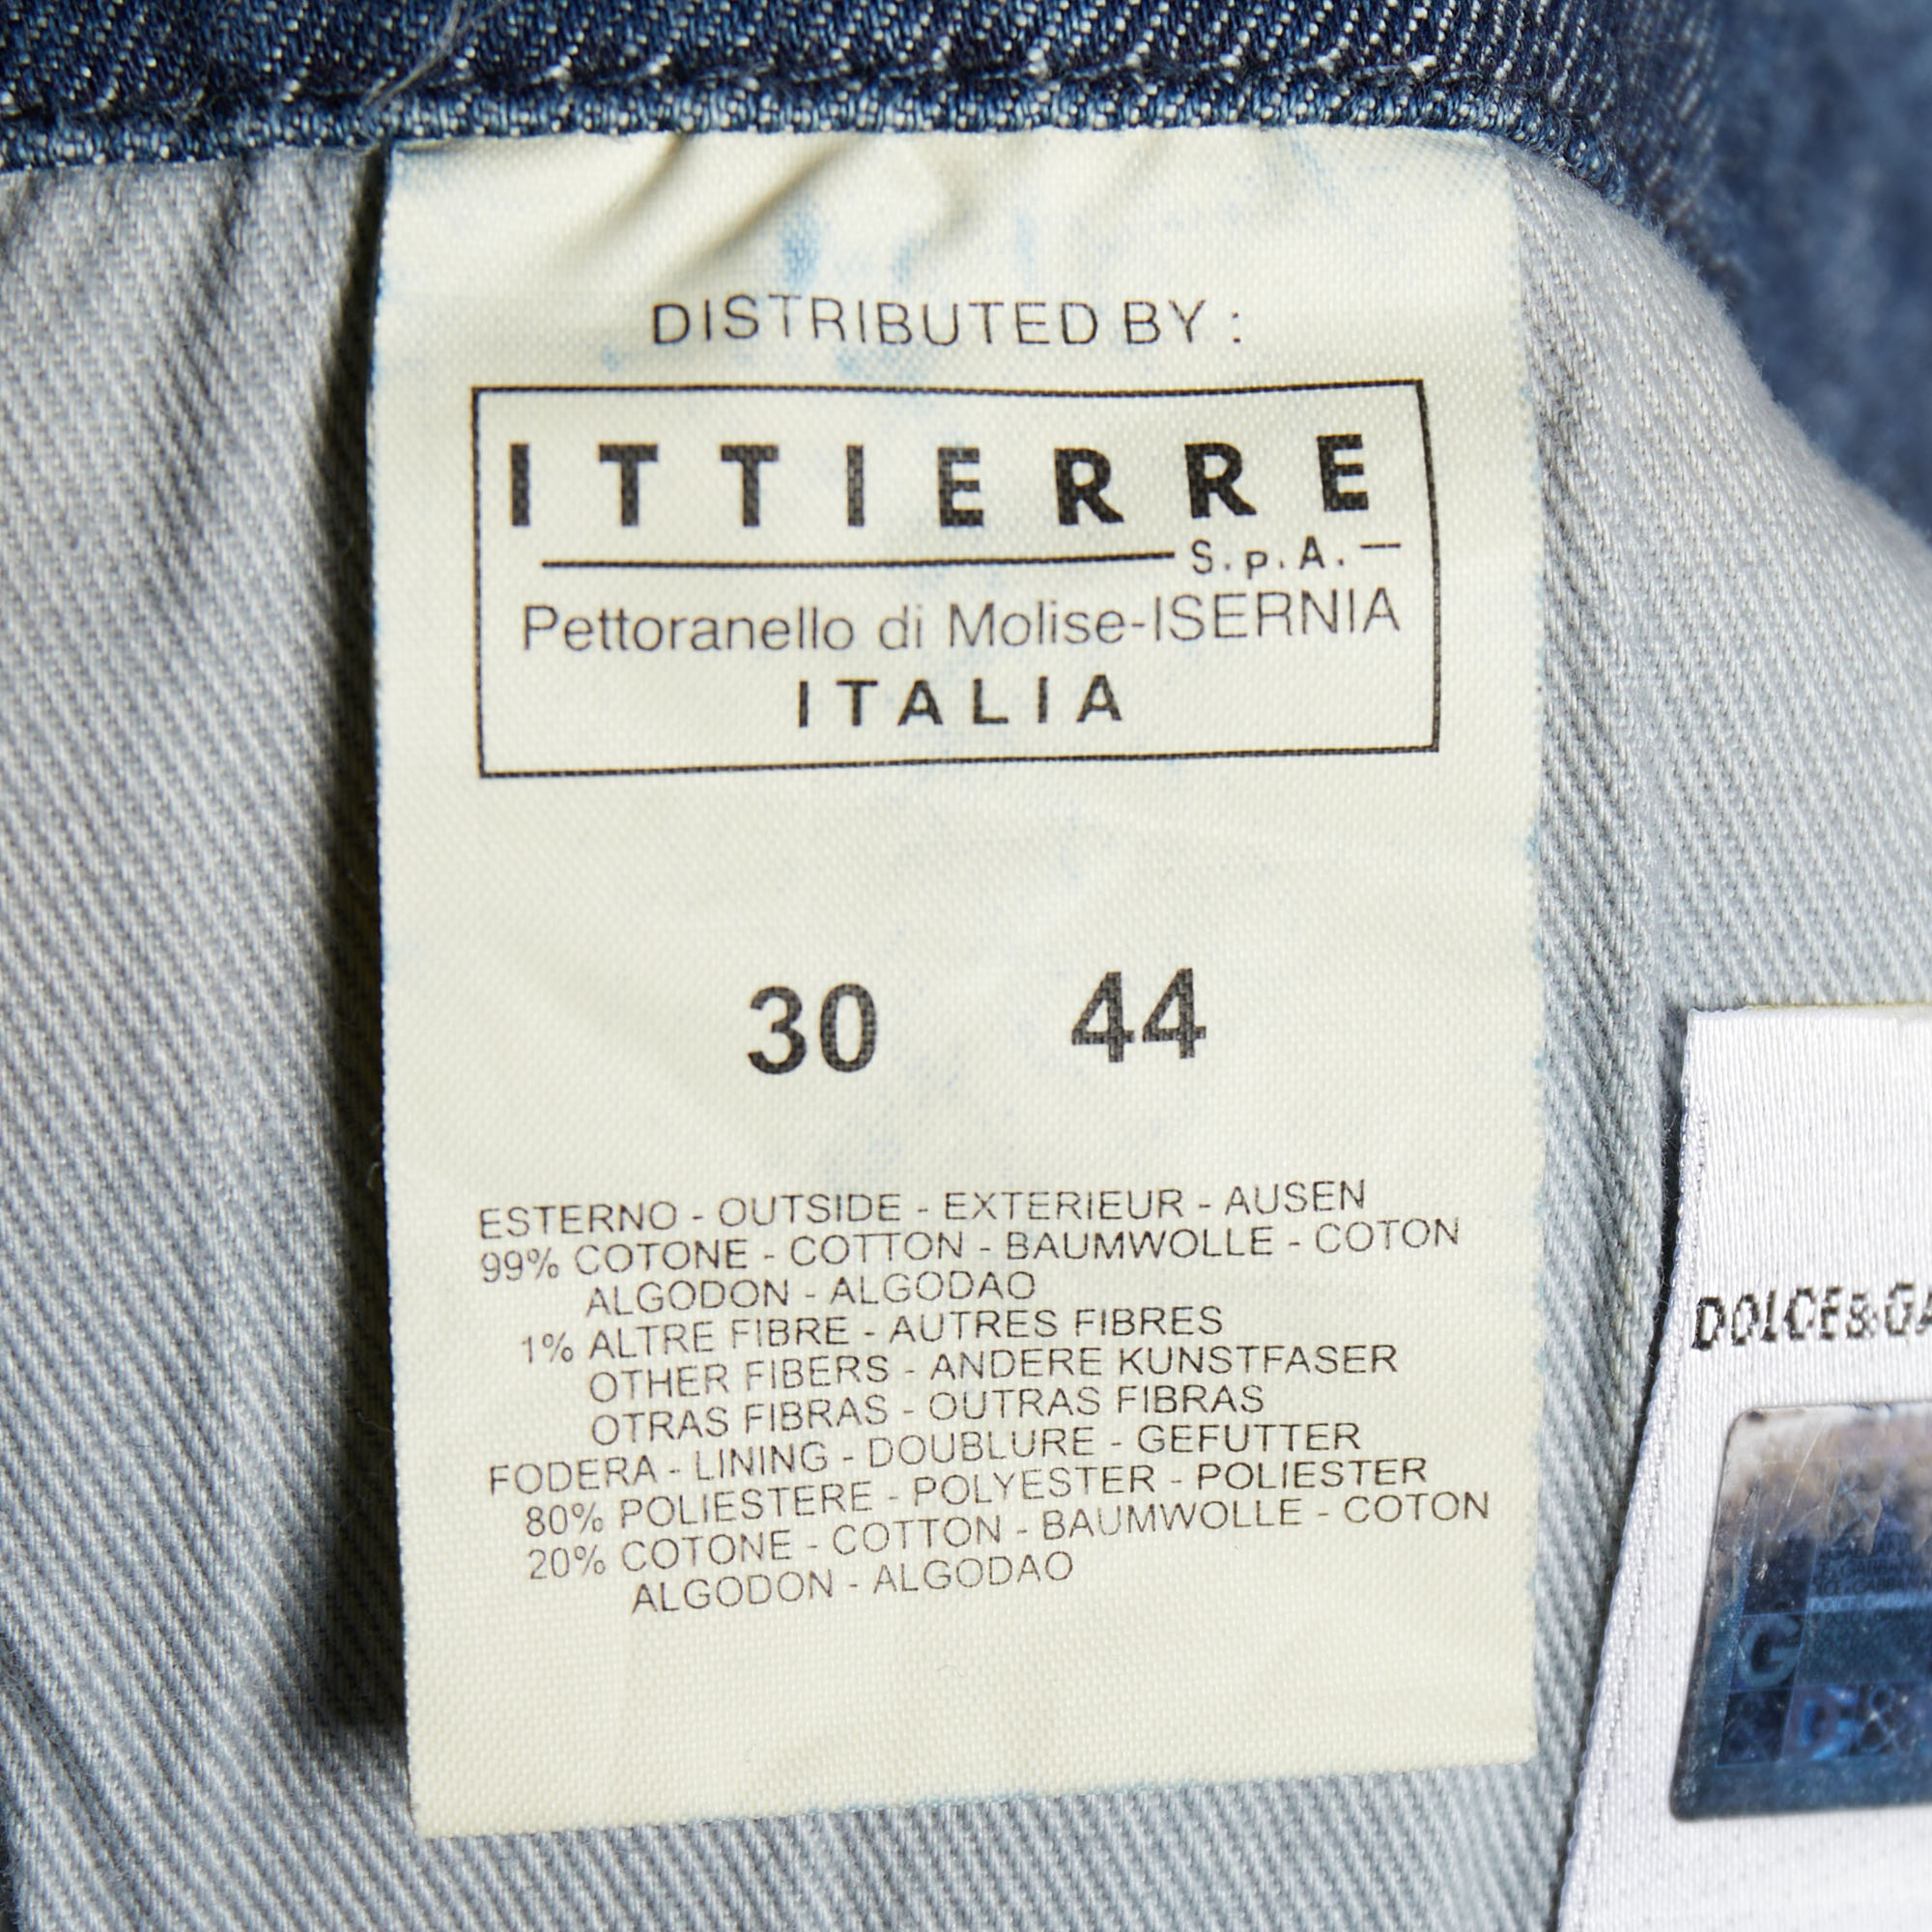 DISTRIBUTED BY :
ITTIERRE
S.p.A.
Pettoranello di Molise-ISERNIA
ITALIA
30 44
ESTERNO - OUTSIDE - EXTERIEUR - AUSEN
99% COTONE - COTTON - BAUMWOLLE - COTON
ALGODON - ALGODAO
1% ALTRE FIBRE - AUTRES FIBRES
OTHER FIBERS - ANDERE KUNSTFASER
OTRAS FIBRAS - OUTRAS FIBRAS
FODERA - LINING - DOUBLURE - GEFUTTER
80% POLIESTERE - POLYESTER - POLIESTER
20% COTONE - COTTON - BAUMWOLLE - COTON
ALGODON - ALGODAO
DOLCE&GA
G
D&